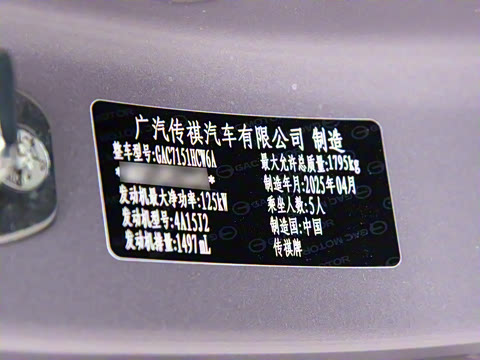 广汽传祺汽车有限公司 制造
整车型号:GAC7151HCW6A
最大允许总质量:1795kg
制造年月:2025年04月
发动机最大净功率:125kW
乘坐人数:5人
发动机型号:4A15J2
制造国:中国
发动机排量:1497mL
传祺牌